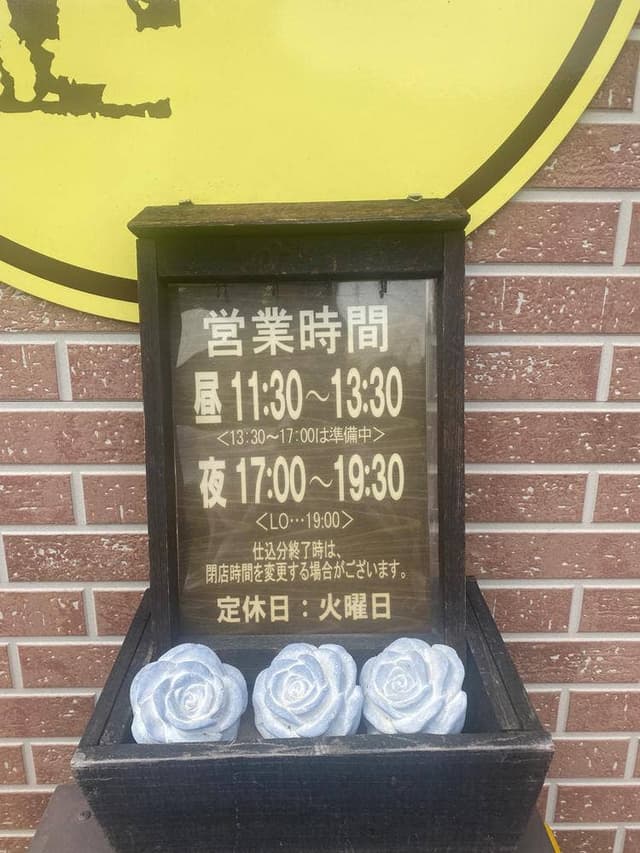 営業時間
昼 11:30～13:30
＜13:30～17:00は準備中＞
夜 17:00～19:30
＜LO…19:00＞
仕込分終了時は、
閉店時間を変更する場合がございます。
定休日：火曜日